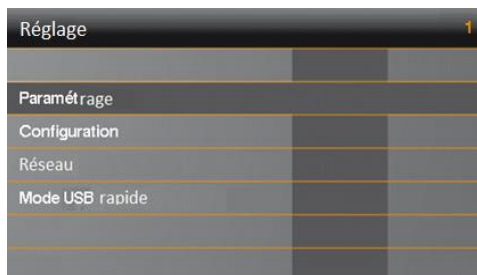 Réglage 1
Paramétrage
Configuration
Réseau
Mode USB rapide